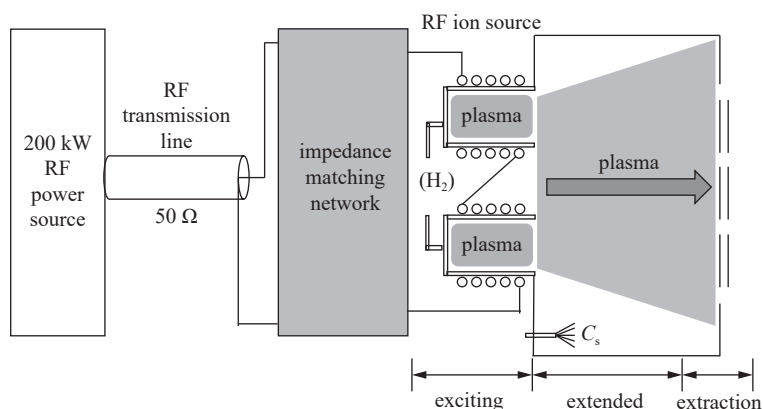 RF ion source
RF
transmission
line
200 kW
RF
power
source
50 Ω
impedance
matching
network
plasma
(H₂)
plasma
plasma
Cₛ
exciting
extended
extraction